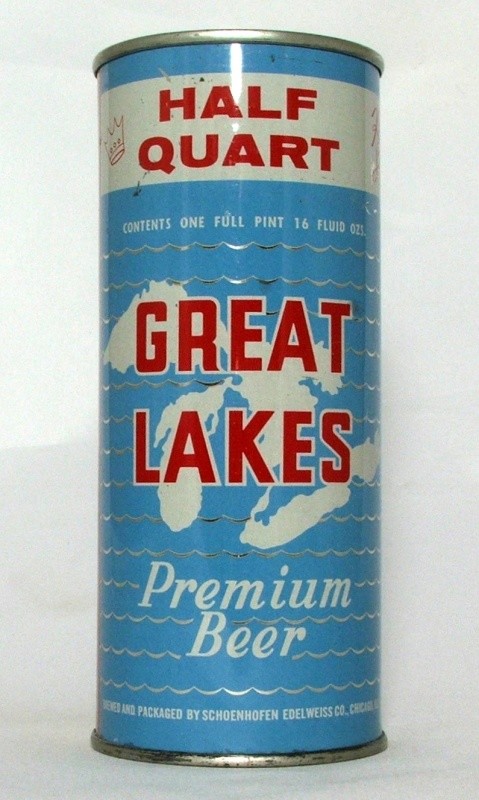 HALF
QUART
CONTENTS ONE FULL PINT 16 FLUID OZS.
GREAT
LAKES
Premium
Beer
BREWED AND PACKAGED BY SCHOENHOFEN EDELWEISS CO., CHICAGO,